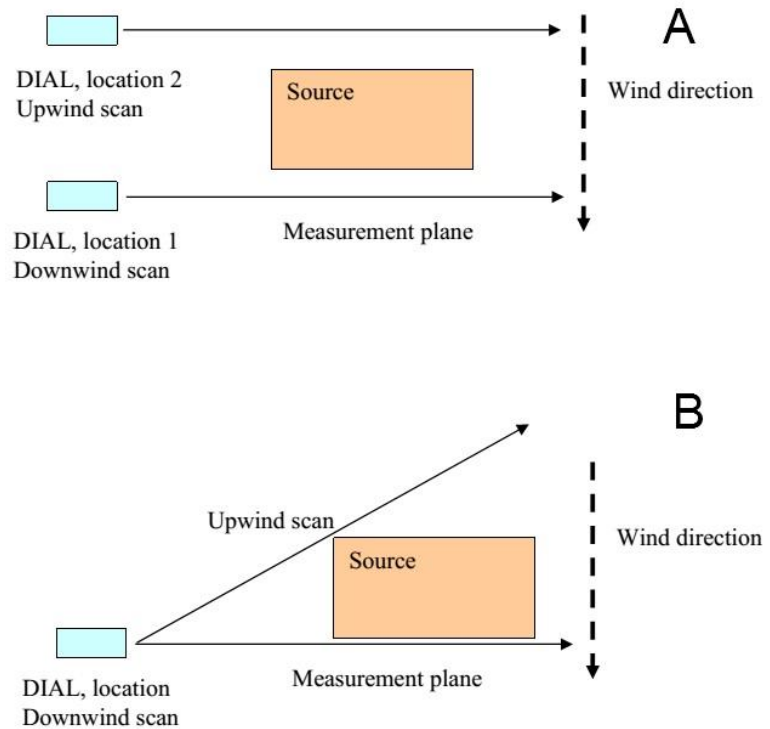 A
DIAL, location 2
Upwind scan
Source
Wind direction
DIAL, location 1
Downwind scan
Measurement plane
B
Upwind scan
Source
Wind direction
DIAL, location
Downwind scan
Measurement plane